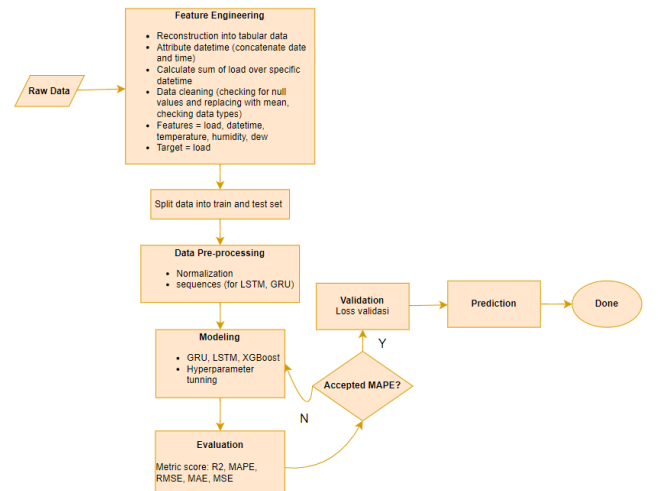 Feature Engineering
• Reconstruction into tabular data
• Attribute datetime (concatenate date
and time)
• Calculate sum of load over specific
datetime
• Data cleaning (checking for null
values and replacing with mean,
checking data types)
• Features = load, datetime,
temperature, humidity, dew
• Target = load
Raw Data
Split data into train and test set
Data Pre-processing
• Normalization
• sequences (for LSTM, GRU)
Modeling
• GRU, LSTM, XGBoost
• Hyperparameter
tunning
Evaluation
Metric score: R2, MAPE,
RMSE, MAE, MSE
Accepted MAPE?
N
Y
Validation
Loss validasi
Prediction
Done